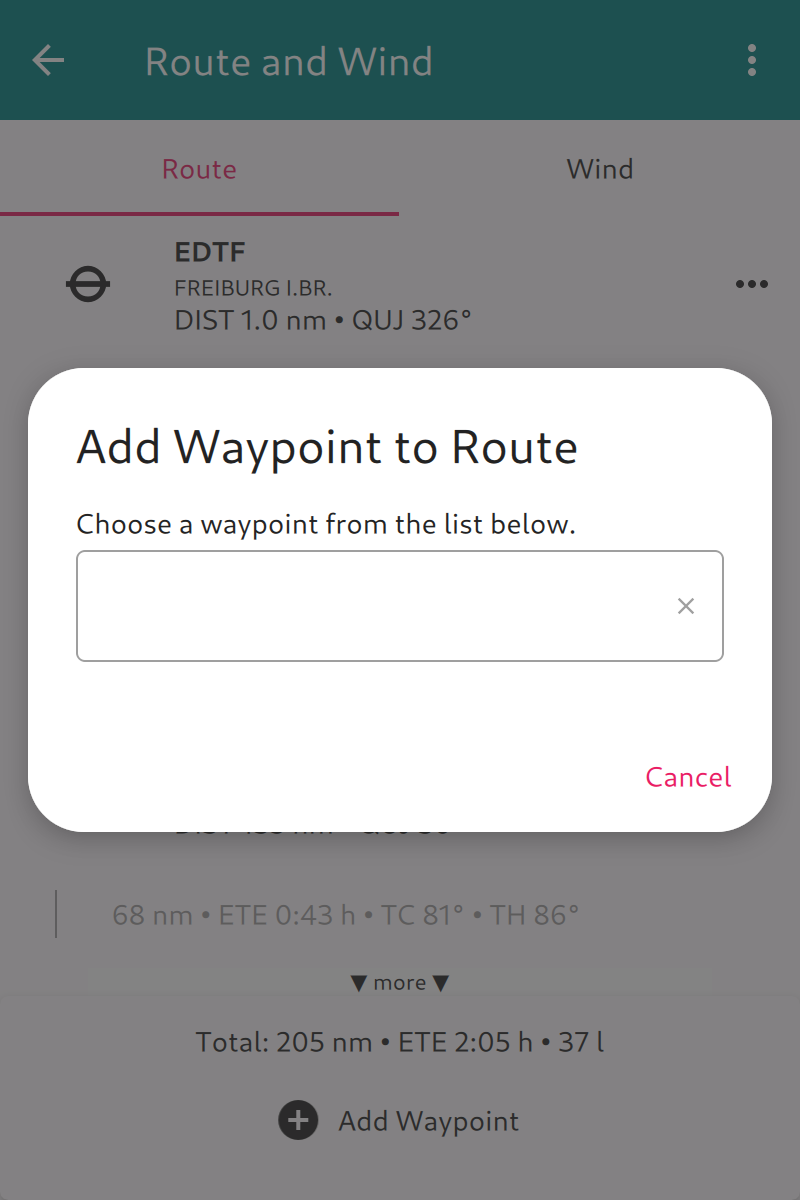 Route and Wind
Route
Wind
EDTF
FREIBURG I.BR.
DIST 1.0 nm • QUJ 326°
Add Waypoint to Route
Choose a waypoint from the list below.
Cancel
68 nm • ETE 0:43 h • TC 81° • TH 86°
▼ more ▼
Total: 205 nm • ETE 2:05 h • 37 l
Add Waypoint